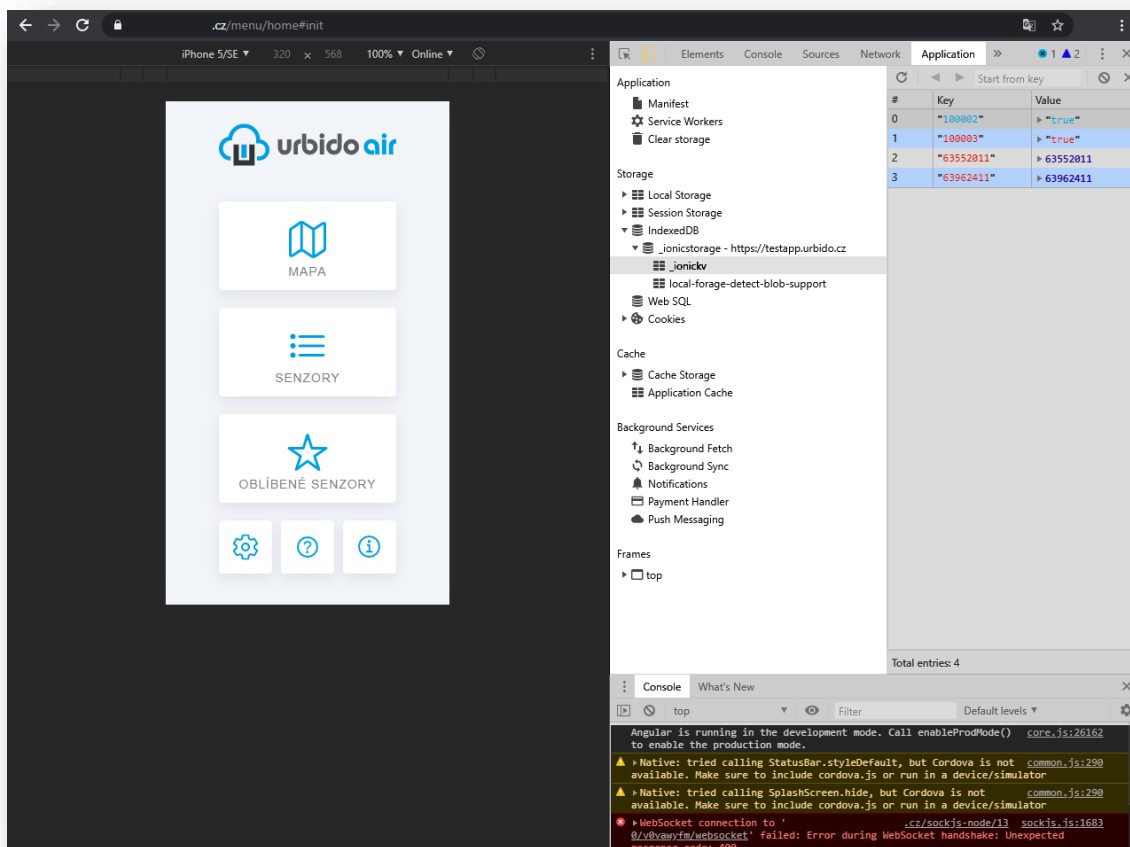 .cz/menu/home#init
iPhone 5/SE ▼ 320 × 568 100% ▼ Online ▼
Elements Console Sources Network Application » 1 2
urbido air
MAPA
SENZORY
OBLÍBENÉ SENZORY
Application
Manifest
Service Workers
Clear storage
Storage
Local Storage
Session Storage
IndexedDB
_ionicstorage - https://testapp.urbido.cz
_ionickv
local-forage-detect-blob-support
Web SQL
Cookies
Cache
Cache Storage
Application Cache
Background Services
Background Fetch
Background Sync
Notifications
Payment Handler
Push Messaging
Frames
top
Start from key
# Key Value
0 "100002" "true"
1 "100003" "true"
2 "63552011" 63552011
3 "63962411" 63962411
Total entries: 4
Console What's New
top Filter Default levels ▼
Angular is running in the development mode. Call enableProdMode() core.js:26162
to enable the production mode.
Native: tried calling StatusBar.styleDefault, but Cordova is not common.js:290
available. Make sure to include cordova.js or run in a device/simulator
Native: tried calling SplashScreen.hide, but Cordova is not common.js:290
available. Make sure to include cordova.js or run in a device/simulator
WebSocket connection to ' .cz/sockjs-node/13 sockjs.js:1683
0/v0vawyfm/websocket' failed: Error during WebSocket handshake: Unexpected
response code: 400